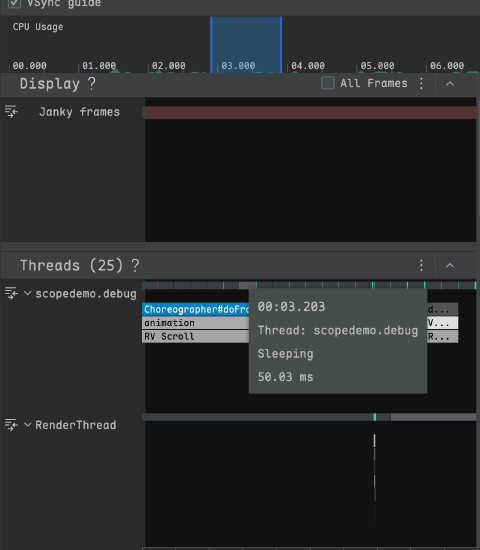 VSync guide
CPU Usage
00.000 01.000 02.000 03.000 04.000 05.000 06.000
Display ? All Frames
Janky frames
Threads (25) ?
scopedemo.debug
Choreographer#doFra
d...
animation
V...
RV Scroll
R...
00:03.203
Thread: scopedemo.debug
Sleeping
50.03 ms
RenderThread